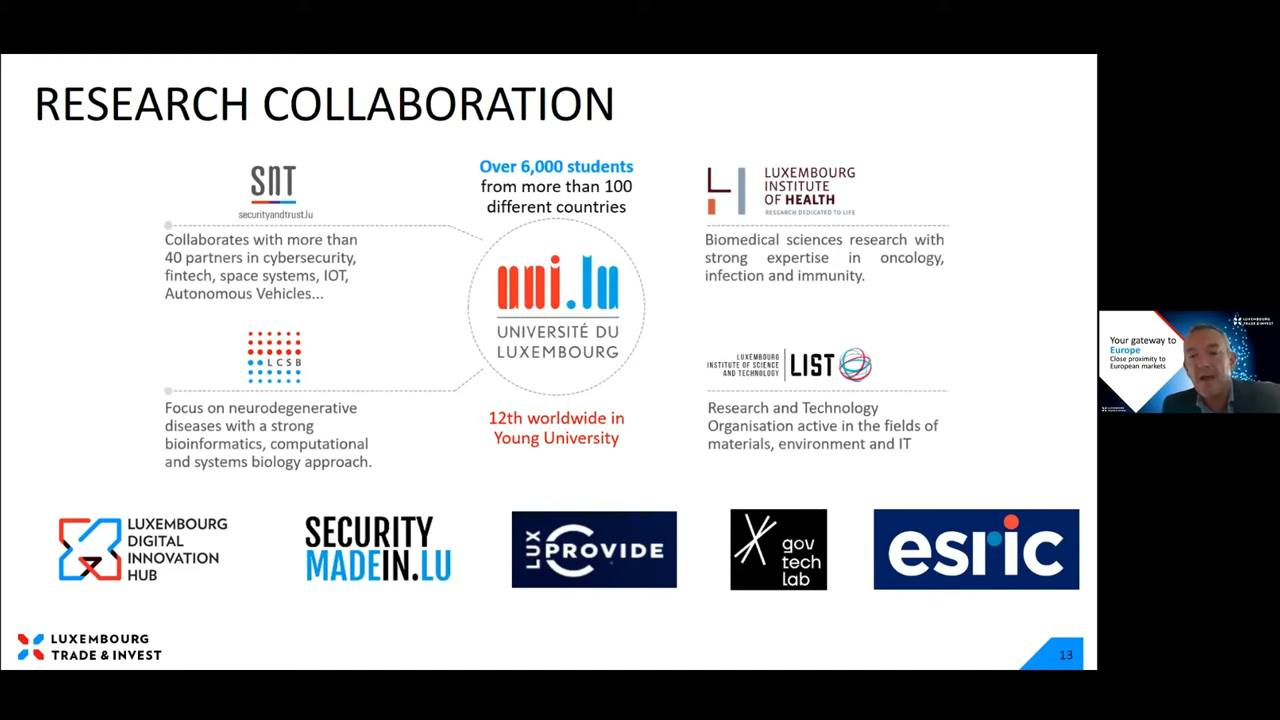 RESEARCH COLLABORATION
SNT
securityandtrust.lu
Collaborates with more than
40 partners in cybersecurity,
fintech, space systems, IOT,
Autonomous Vehicles...
LCSB
Focus on neurodegenerative
diseases with a strong
bioinformatics, computational
and systems biology approach.
Over 6,000 students
from more than 100
different countries
uni.lu
UNIVERSITÉ DU
LUXEMBOURG
12th worldwide in
Young University
LUXEMBOURG
INSTITUTE
OF HEALTH
RESEARCH DEDICATED TO LIFE
Biomedical sciences research with
strong expertise in oncology,
infection and immunity.
LUXEMBOURG
INSTITUTE OF SCIENCE
AND TECHNOLOGY
LIST
Research and Technology
Organisation active in the fields of
materials, environment and IT
LUXEMBOURG
DIGITAL
INNOVATION
HUB
SECURITY
MADEIN.LU
LUX
PROVIDE
gov
tech
lab
esric
LUXEMBOURG
TRADE & INVEST
13
Your gateway to
Europe
Close proximity to
European markets
LUXEMBOURG
TRADE & INVEST